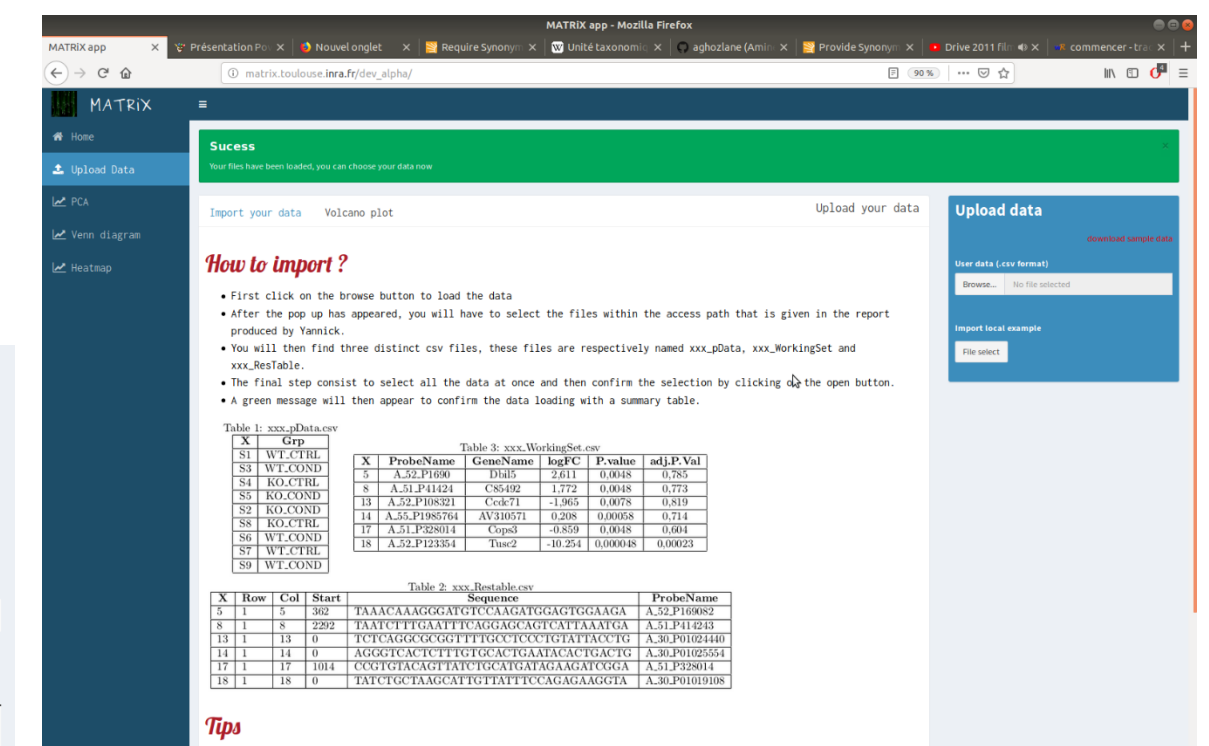 MATRiX app - Mozilla Firefox
MATRiX app × Présentation Po × Nouvel onglet × Require Synonym × Unité taxonomiq × aghozlane (Amin × Provide Synonym × Drive 2011 film × commencer - tra × +
matrix.toulouse.inra.fr/dev_alpha/ 90 %
MATRiX
Home
Upload Data
PCA
Venn diagram
Heatmap
Sucess ×
Your files have been loaded, you can choose your data now
Import your data Volcano plot Upload your data
How to import ?
• First click on the browse button to load the data
• After the pop up has appeared, you will have to select the files within the access path that is given in the report
produced by Yannick.
• You will then find three distinct csv files, these files are respectively named xxx_pData, xxx_WorkingSet and
xxx_ResTable.
• The final step consist to select all the data at once and then confirm the selection by clicking on the open button.
• A green message will then appear to confirm the data loading with a summary table.
Table 1: xxx_pData.csv
X Grp
S1 WT_CTRL
S3 WT_COND
S4 KO_CTRL
S5 KO_COND
S2 KO_COND
S8 KO_CTRL
S6 WT_COND
S7 WT_CTRL
S9 WT_COND
Table 3: xxx_WorkingSet.csv
X ProbeName GeneName logFC P.value adj.P.Val
5 A_52_P1690 Dbil5 2,611 0,0048 0,785
8 A_51_P41424 C85492 1,772 0,0048 0,773
13 A_52_P108321 Ccdc71 -1,965 0,0078 0,819
14 A_55_P1985764 AV310571 0,208 0,00058 0,714
17 A_51_P328014 Cops3 -0.859 0,0048 0,604
18 A_52_P123354 Tusc2 -10.254 0,000048 0,00023
Table 2: xxx_Restable.csv
X Row Col Start Sequence ProbeName
5 1 5 362 TAAACAAAGGGATGTCCAAGATGGAGTGGAAGA A_52_P169082
8 1 8 2292 TAATCTTTGAATTTCAGGAGCAGTCATTAAATGA A_51_P414243
13 1 13 0 TCTCAGGCGCGGTTTTGCCTCCCTGTATTACCTG A_30_P01024440
14 1 14 0 AGGGTCACTCTTTGTGCACTGAATACACTGACTG A_30_P01025554
17 1 17 1014 CCGTGTACAGTTATCTGCATGATAGAAGATCGGA A_51_P328014
18 1 18 0 TATCTGCTAAGCATTGTTATTTCCAGAGAAGGTA A_30_P01019108
Tips
Upload data
download sample data
User data (.csv format)
Browse... No file selected
Import local example
File select